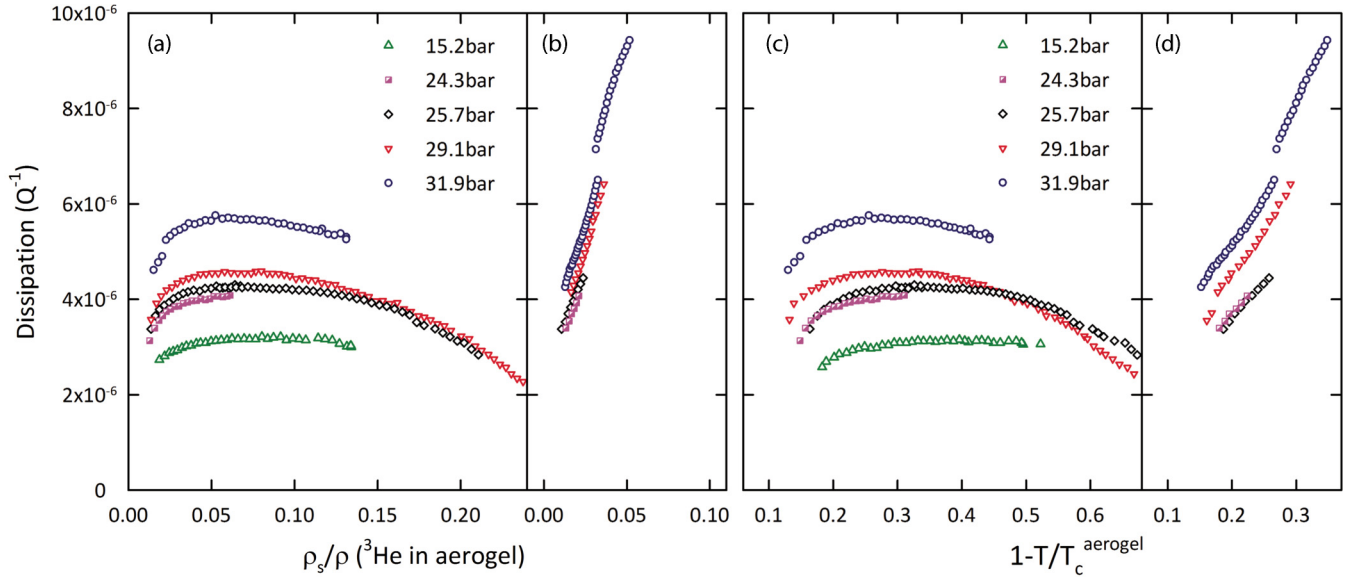 Dissipation (Q⁻¹)
10x10⁻⁶
8x10⁻⁶
6x10⁻⁶
4x10⁻⁶
2x10⁻⁶
0
(a)
15.2bar
24.3bar
25.7bar
29.1bar
31.9bar
(b)
(c)
15.2bar
24.3bar
25.7bar
29.1bar
31.9bar
(d)
0.00 0.05 0.10 0.15 0.20
0.00 0.05 0.10
0.1 0.2 0.3 0.4 0.5 0.6
0.1 0.2 0.3
ρₛ/ρ (³He in aerogel)
1-T/T_c^aerogel